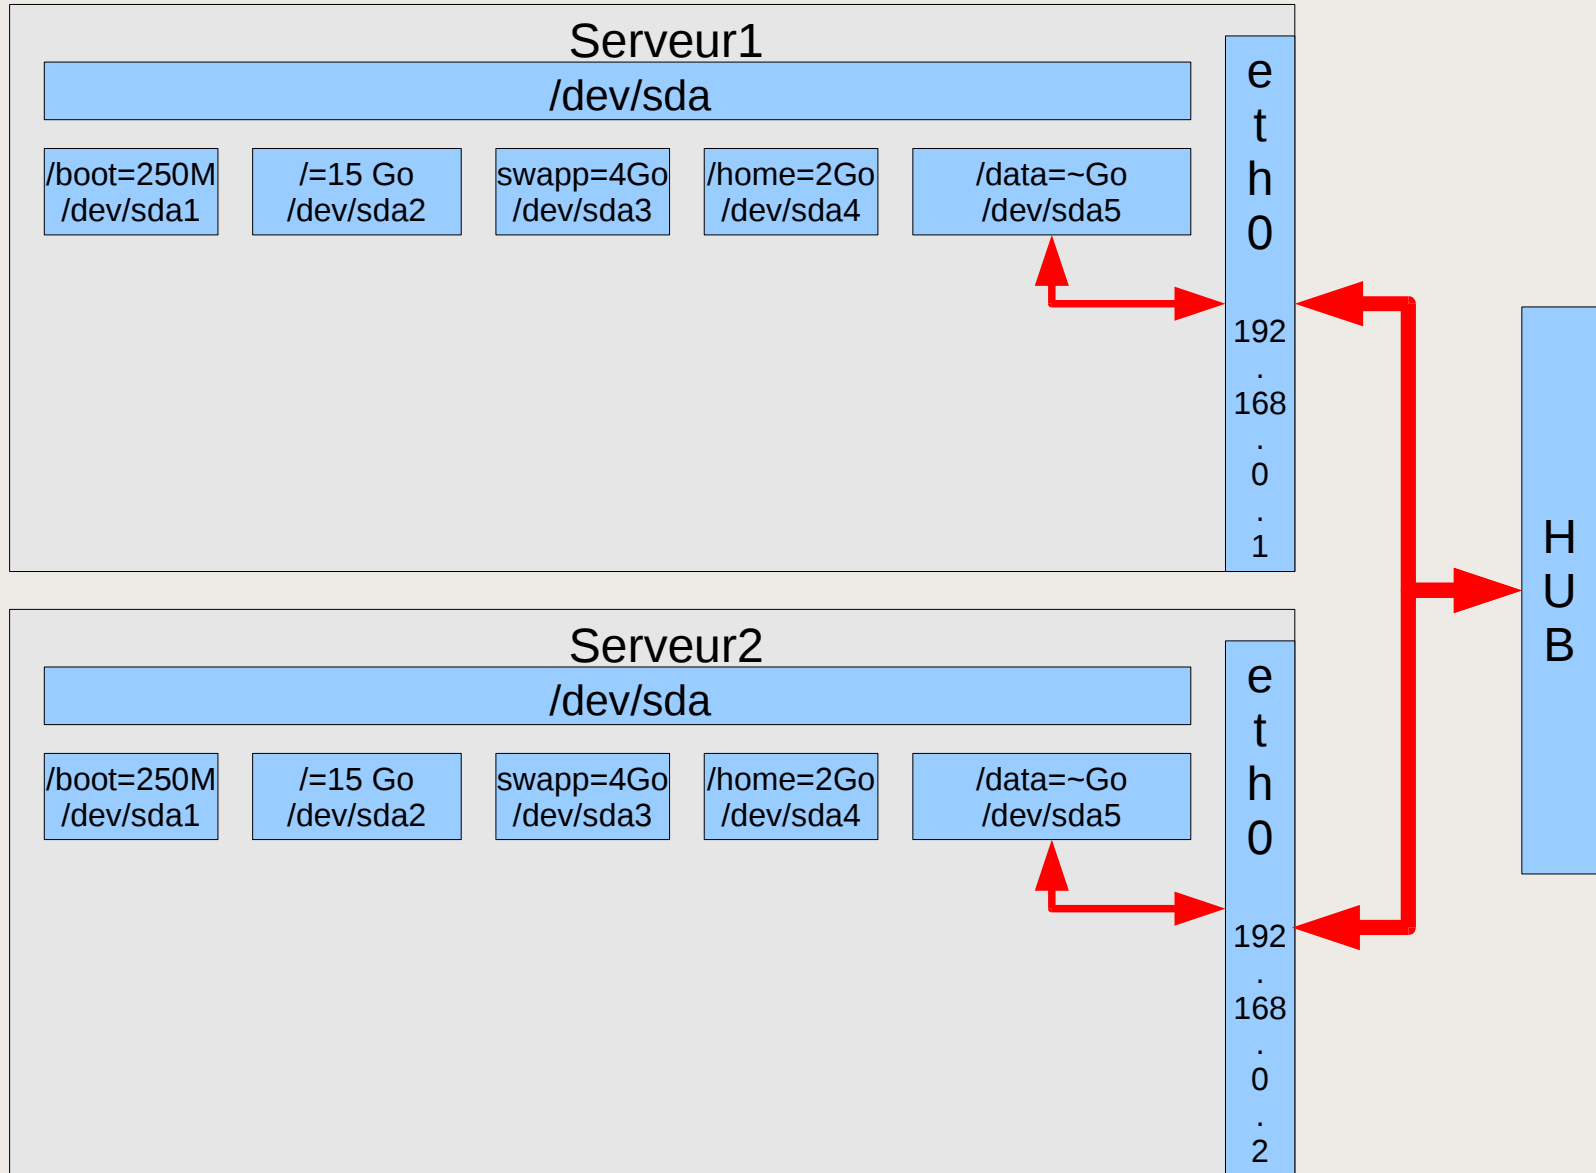 Serveur1
/dev/sda
/boot=250M
/dev/sda1
/=15 Go
/dev/sda2
swapp=4Go
/dev/sda3
/home=2Go
/dev/sda4
/data=~Go
/dev/sda5
e
t
h
0
192
.
168
.
0
.
1
H
U
B
Serveur2
/dev/sda
/boot=250M
/dev/sda1
/=15 Go
/dev/sda2
swapp=4Go
/dev/sda3
/home=2Go
/dev/sda4
/data=~Go
/dev/sda5
e
t
h
0
192
.
168
.
0
.
2